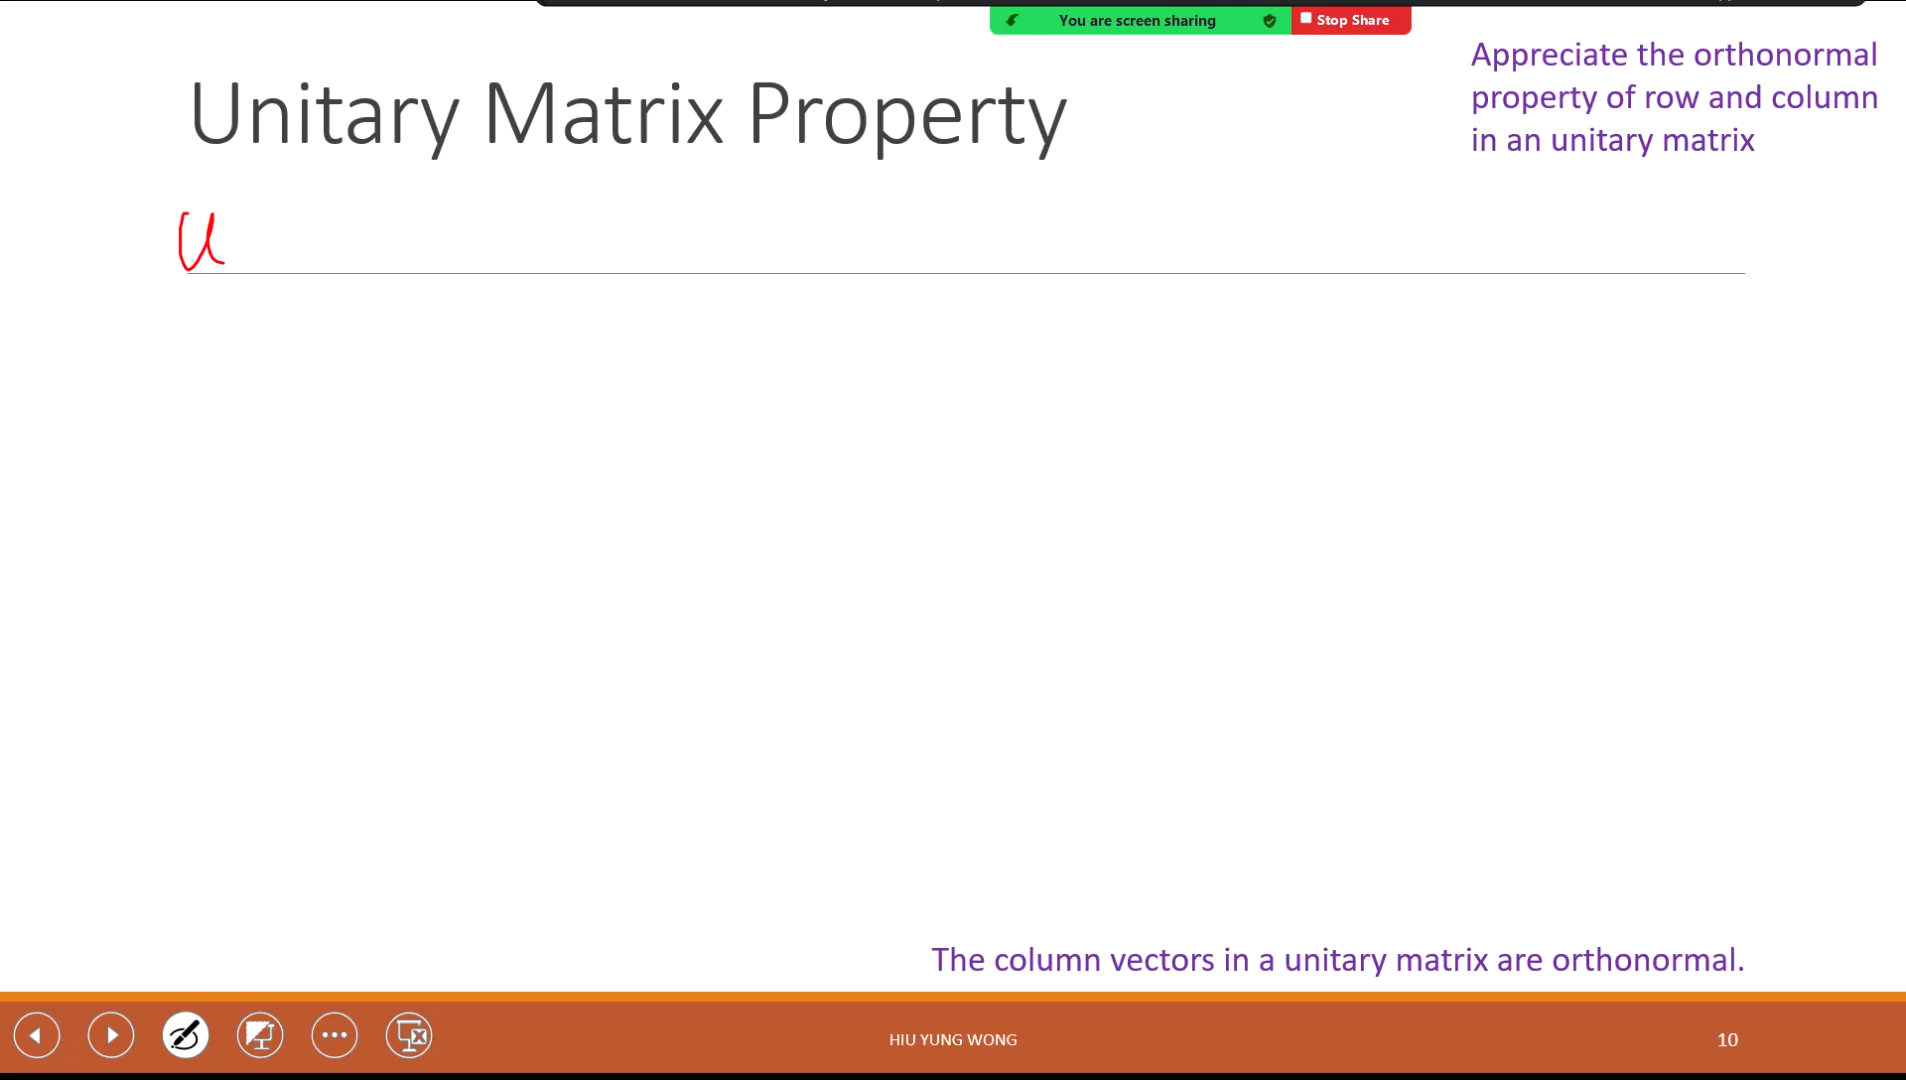 You are screen sharing
Stop Share
Appreciate the orthonormal
property of row and column
in an unitary matrix
Unitary Matrix Property
U
The column vectors in a unitary matrix are orthonormal.
HIU YUNG WONG
10